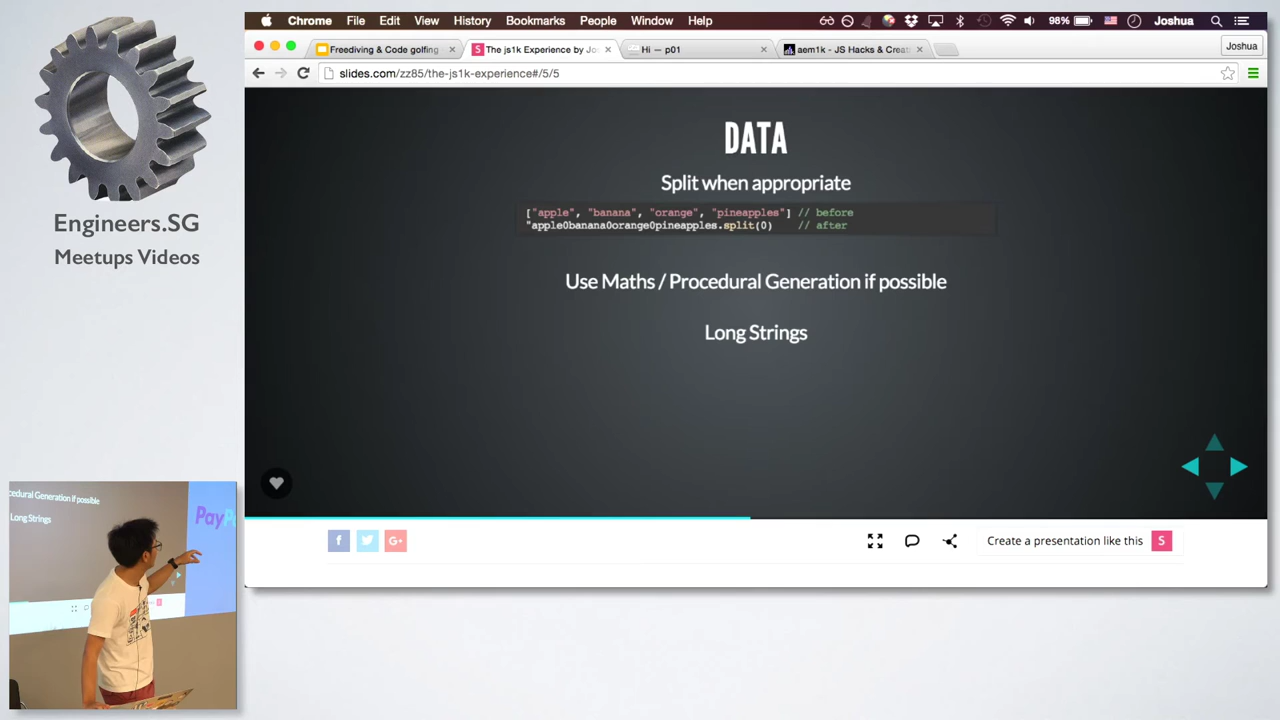 Chrome File Edit View History Bookmarks People Window Help 98% Joshua
Freediving & Code golfing
The js1k Experience by Jo
Hi — p01
aem1k - JS Hacks & Creat
Joshua
slides.com/zz85/the-js1k-experience#/5/5
Engineers.SG
Meetups Videos
DATA
Split when appropriate
["apple", "banana", "orange", "pineapples"] // before
"apple0banana0orange0pineapples.split(0) // after
Use Maths / Procedural Generation if possible
Long Strings
f
G+
Create a presentation like this S
cedural Generation if possible
Long Strings
PayP